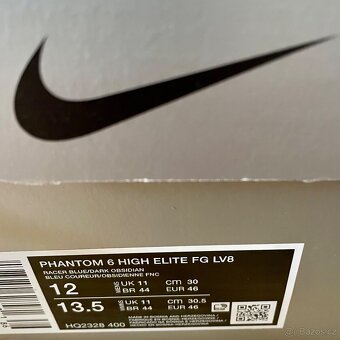 PHANTOM 6 HIGH ELITE FG LV8
RACER BLUE/DARK OBSIDIAN
BLEU COUREUR/OBSIDIENNE FNC
12 UK 11 CM 30
BR 44 EUR 46
13.5 UK 11 CM 30.5
BR 44 EUR 46
HQ2328 400